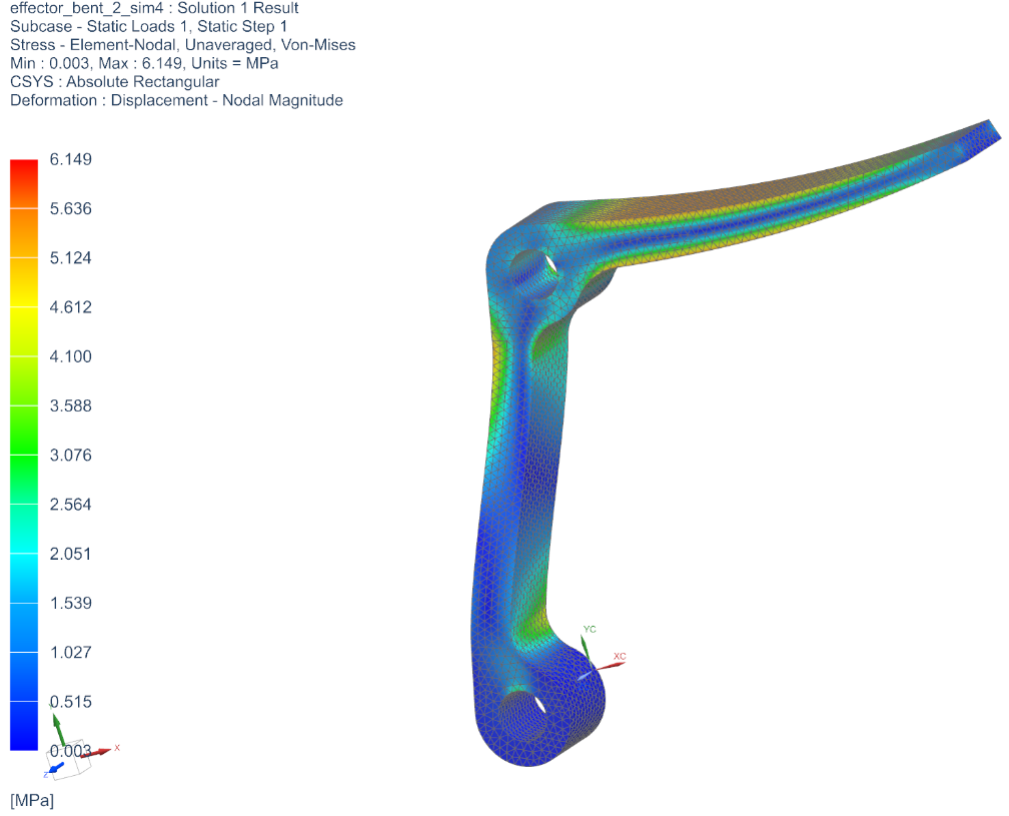 effector_bent_2_sim4 : Solution 1 Result
Subcase - Static Loads 1, Static Step 1
Stress - Element-Nodal, Unaveraged, Von-Mises
Min : 0.003, Max : 6.149, Units = MPa
CSYS : Absolute Rectangular
Deformation : Displacement - Nodal Magnitude
6.149
5.636
5.124
4.612
4.100
3.588
3.076
2.564
2.051
1.539
YC
XC
1.027
0.515
0.003
X
Z
[MPa]